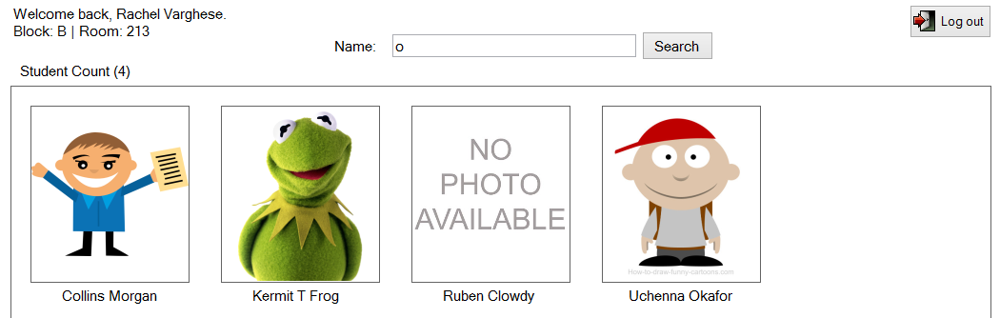 Welcome back, Rachel Varghese.
Block: B | Room: 213
Log out
Name: o Search
Student Count (4)
NO
PHOTO
AVAILABLE
How-to-draw-funny-cartoons.com
Collins Morgan Kermit T Frog Ruben Clowdy Uchenna Okafor